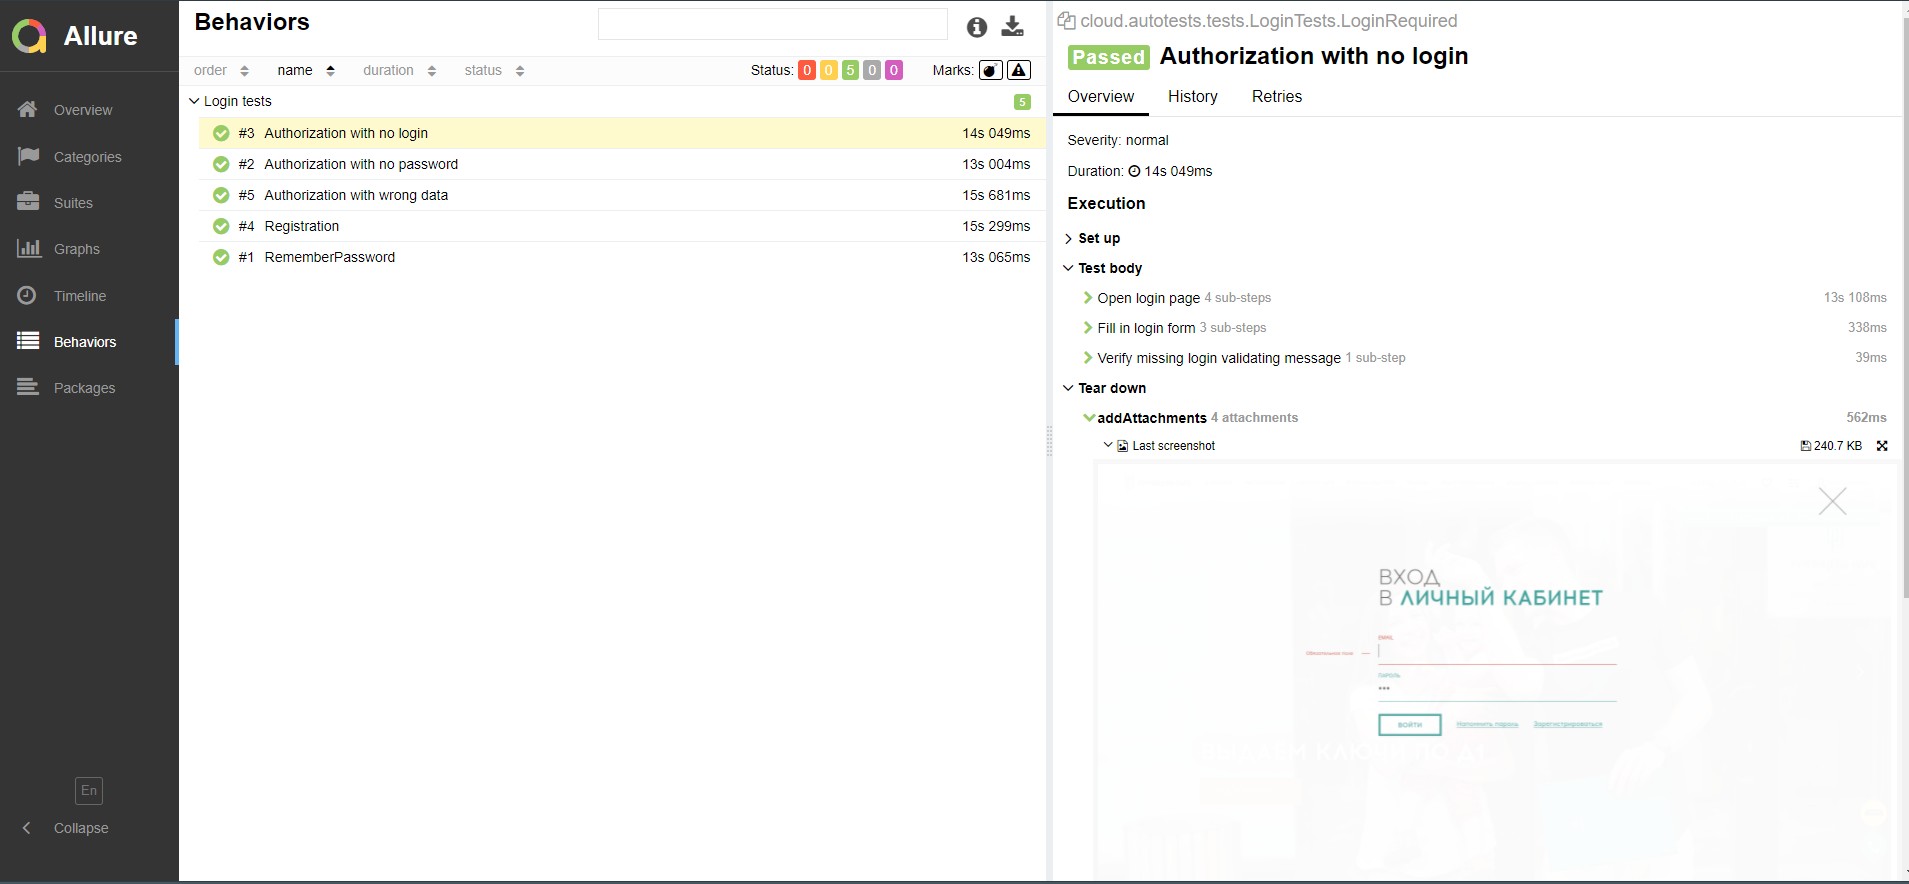 Allure
Overview
Categories
Suites
Graphs
Timeline
Behaviors
Packages
En
Collapse
Behaviors
order name duration status Status: 0 0 5 0 0 Marks:
Login tests 5
#3 Authorization with no login 14s 049ms
#2 Authorization with no password 13s 004ms
#5 Authorization with wrong data 15s 681ms
#4 Registration 15s 299ms
#1 RememberPassword 13s 065ms
cloud.autotests.tests.LoginTests.LoginRequired
Passed Authorization with no login
Overview History Retries
Severity: normal
Duration: 14s 049ms
Execution
Set up
Test body
Open login page 4 sub-steps 13s 108ms
Fill in login form 3 sub-steps 338ms
Verify missing login validating message 1 sub-step 39ms
Tear down
addAttachments 4 attachments 562ms
Last screenshot 240.7 KB
ВХОД
В ЛИЧНЫЙ КАБИНЕТ
EMAIL
Обязательное поле
ПАРОЛЬ
ВОЙТИ Напомнить пароль Зарегистрироваться